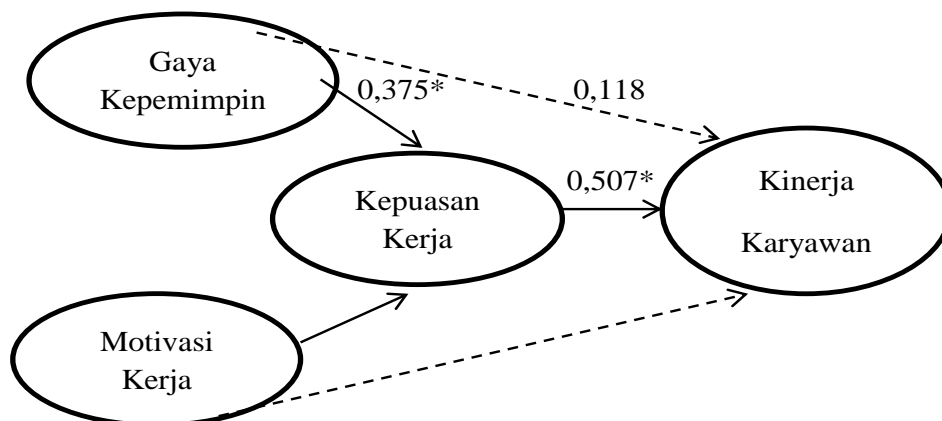 Gaya
Kepemimpin
0,375*
0,118
Kepuasan
Kerja
0,507*
Kinerja
Karyawan
Motivasi
Kerja